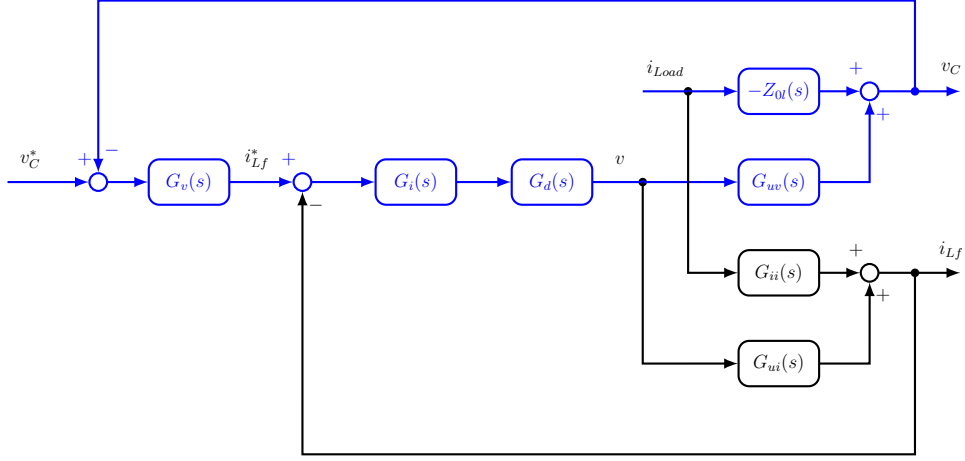 i_{Load}
+
v_C
-Z_{0l}(s)
+
v_C^*
+
−
i_{Lf}^*
+
v
G_v(s)
G_i(s)
G_d(s)
G_{uv}(s)
−
+
i_{Lf}
G_{ii}(s)
+
G_{ui}(s)